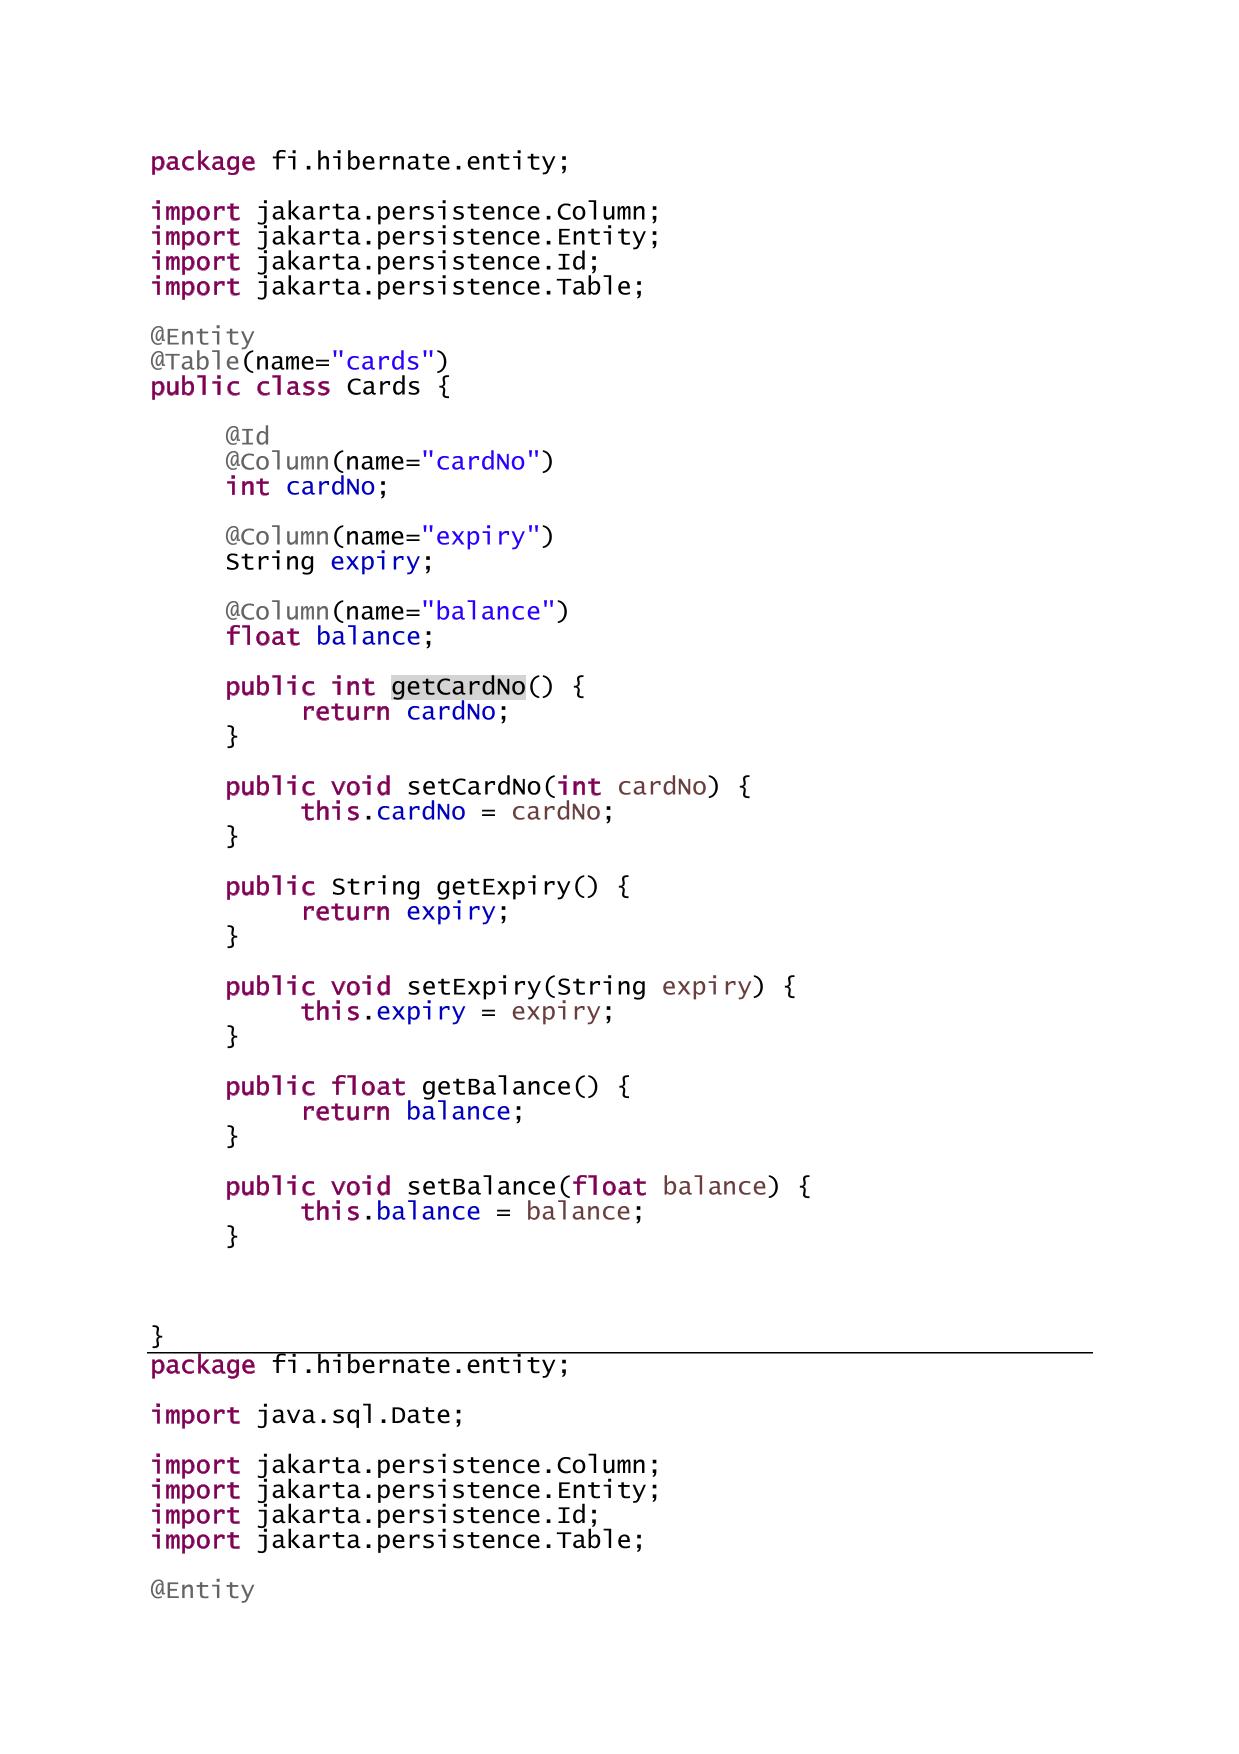 package fi.hibernate.entity;
import jakarta.persistence.Column;
import jakarta.persistence.Entity;
import jakarta.persistence.Id;
import jakarta.persistence.Table;
@Entity
@Table(name="cards")
public class Cards {
@Id
@Column(name="cardNo")
int cardNo;
@Column(name="expiry")
String expiry;
@Column(name="balance")
float balance;
public int getCardNo() {
return cardNo;
}
public void setCardNo(int cardNo) {
this.cardNo = cardNo;
}
public String getExpiry() {
return expiry;
}
public void setExpiry(String expiry) {
this.expiry = expiry;
}
public float getBalance() {
return balance;
}
public void setBalance(float balance) {
this.balance = balance;
}
}
package fi.hibernate.entity;
import java.sql.Date;
import jakarta.persistence.Column;
import jakarta.persistence.Entity;
import jakarta.persistence.Id;
import jakarta.persistence.Table;
@Entity